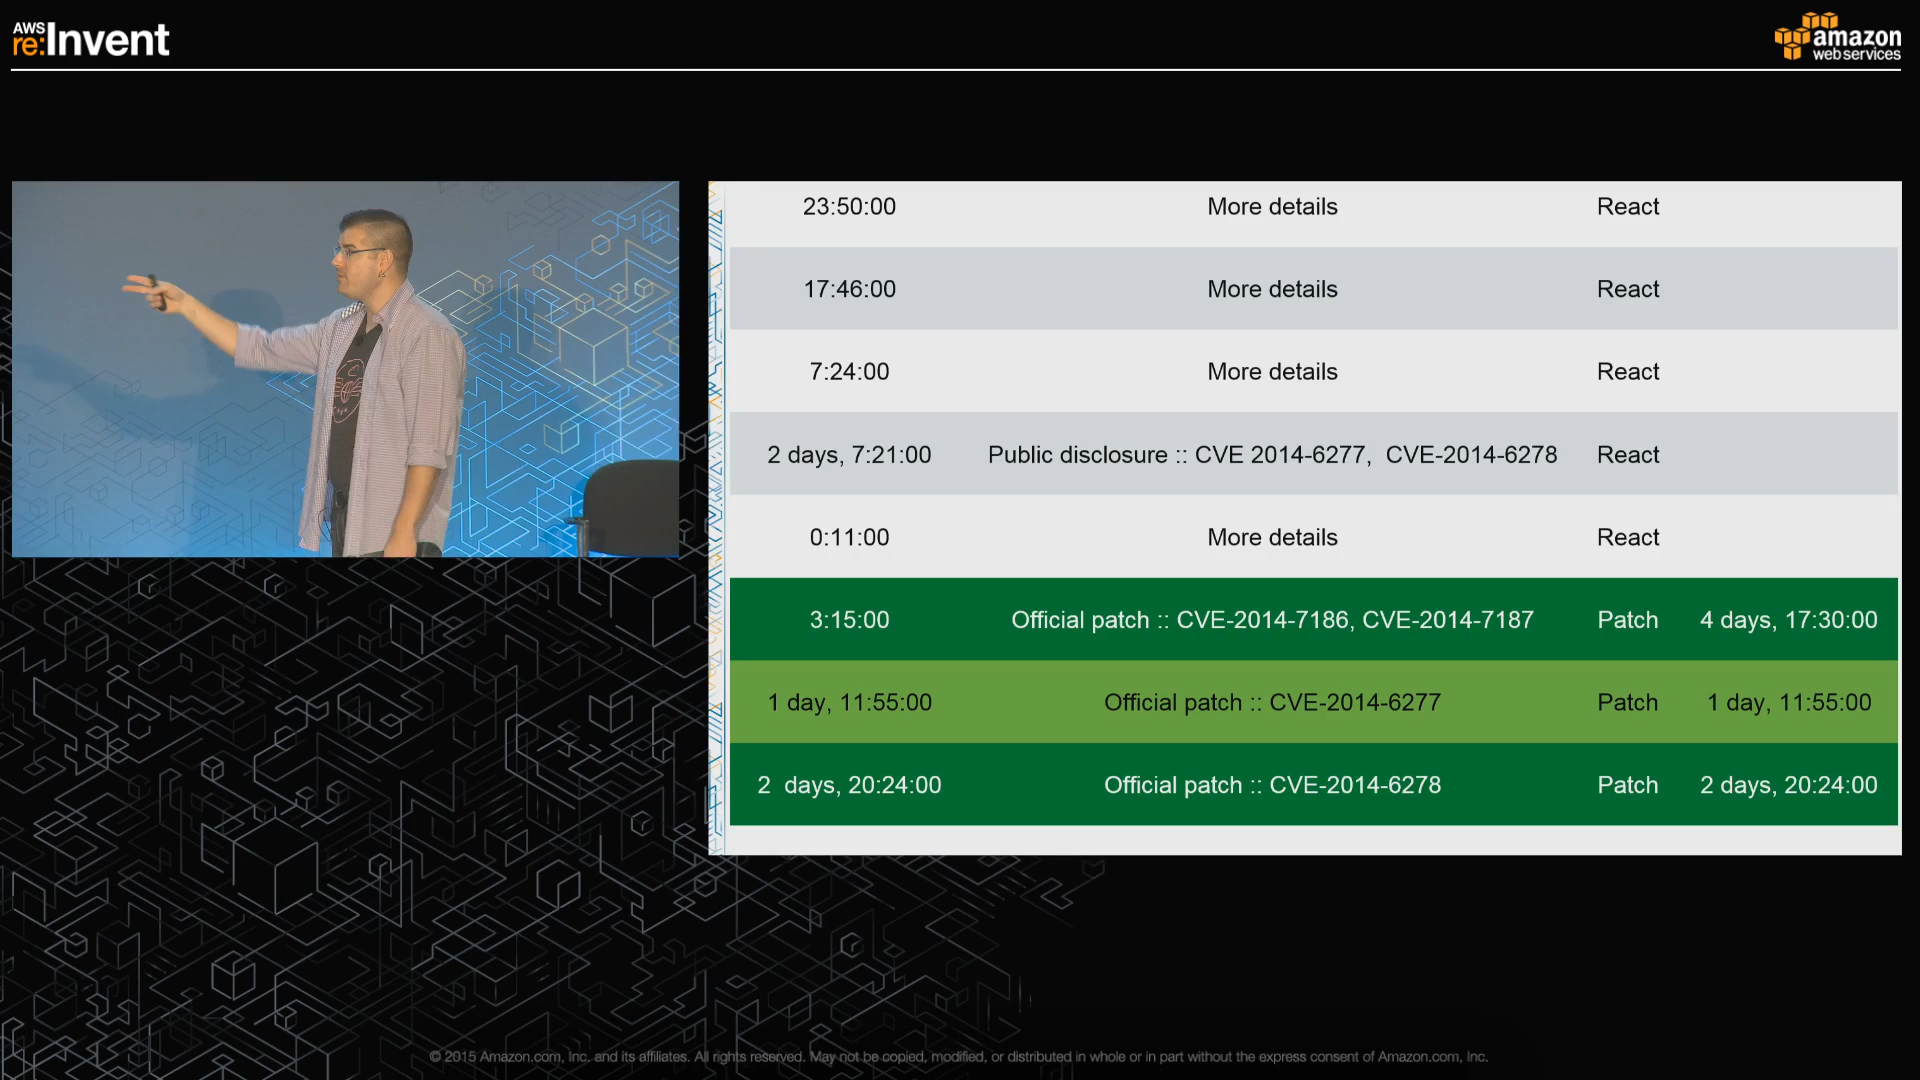 AWS
re:Invent
amazon
web services
23:50:00 More details React
17:46:00 More details React
7:24:00 More details React
2 days, 7:21:00 Public disclosure :: CVE 2014-6277, CVE-2014-6278 React
0:11:00 More details React
3:15:00 Official patch :: CVE-2014-7186, CVE-2014-7187 Patch 4 days, 17:30:00
1 day, 11:55:00 Official patch :: CVE-2014-6277 Patch 1 day, 11:55:00
2 days, 20:24:00 Official patch :: CVE-2014-6278 Patch 2 days, 20:24:00
© 2015 Amazon.com, Inc. and its affiliates. All rights reserved. May not be copied, modified, or distributed in whole or in part without the express consent of Amazon.com, Inc.